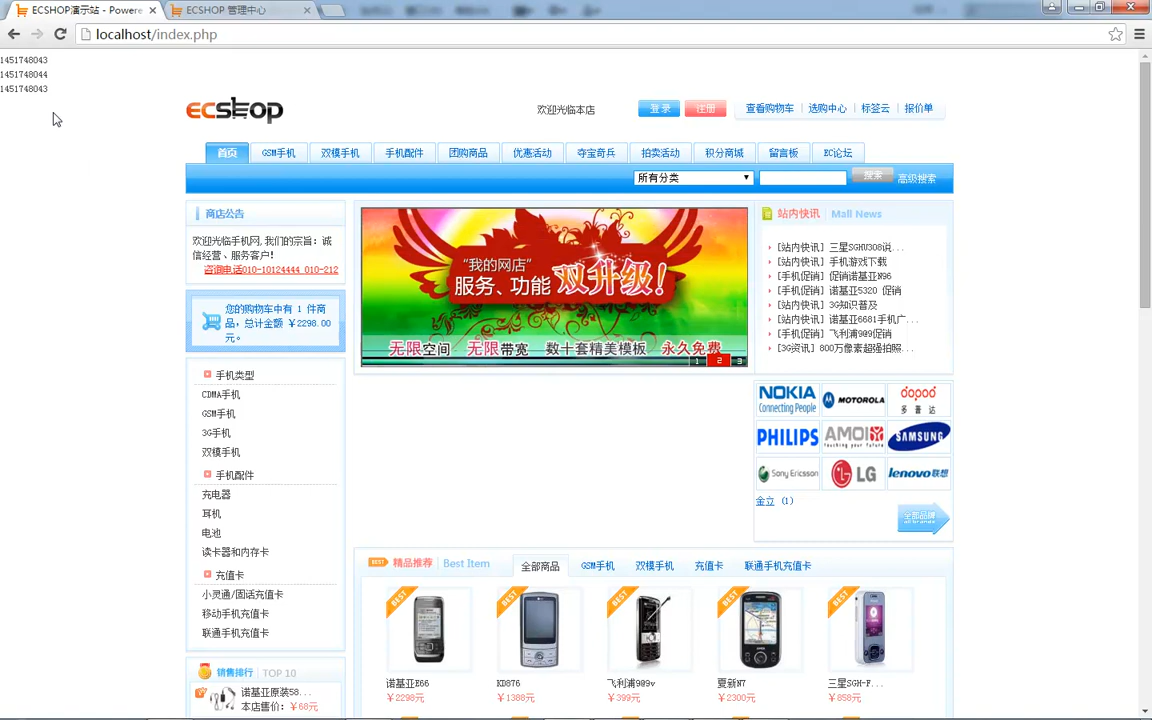 ECSHOP演示站 - Powere
ECSHOP 管理中心
localhost/index.php
1451748043
1451748044
1451748043
ECSHOP
欢迎光临本店
登录
注册
查看购物车
选购中心
标签云
报价单
首页
GSM手机
双模手机
手机配件
团购商品
优惠活动
夺宝奇兵
拍卖活动
积分商城
留言板
EC论坛
所有分类
搜索
高级搜索
商店公告
欢迎光临手机网,我们的宗旨：诚
信经营、服务客户！
咨询电话010-10124444 010-212
您的购物车中有 1 件商
品，总计金额 ￥2298.00
元。
手机类型
CDMA手机
GSM手机
3G手机
双模手机
手机配件
充电器
耳机
电池
读卡器和内存卡
充值卡
小灵通/固话充值卡
移动手机充值卡
联通手机充值卡
销售排行 TOP 10
诺基亚原装58...
本店售价：￥68元
“我的网店”
服务、功能 双升级！
无限空间 无限带宽 数十套精美模板 永久免费
1 2 3
站内快讯 Mall News
[站内快讯] 三星SGHU308说...
[站内快讯] 手机游戏下载
[手机促销] 促销诺基亚N96
[手机促销] 诺基亚5320 促销
[站内快讯] 3G知识普及
[站内快讯] 诺基亚6681手机广...
[手机促销] 飞利浦9@9促销
[3G资讯] 800万像素超强拍照...
NOKIA
Connecting People
MOTOROLA
dopod
多普达
PHILIPS
AMOI
SAMSUNG
Sony Ericsson
LG
lenovo联想
金立 (1)
全部品牌
BEST 精品推荐 Best Item
全部商品
GSM手机
双模手机
充值卡
联通手机充值卡
BEST
BEST
BEST
BEST
BEST
诺基亚E66
KD876
飞利浦9@9v
夏新N7
三星SGH-F...
￥2298元
￥1388元
￥399元
￥2300元
￥858元